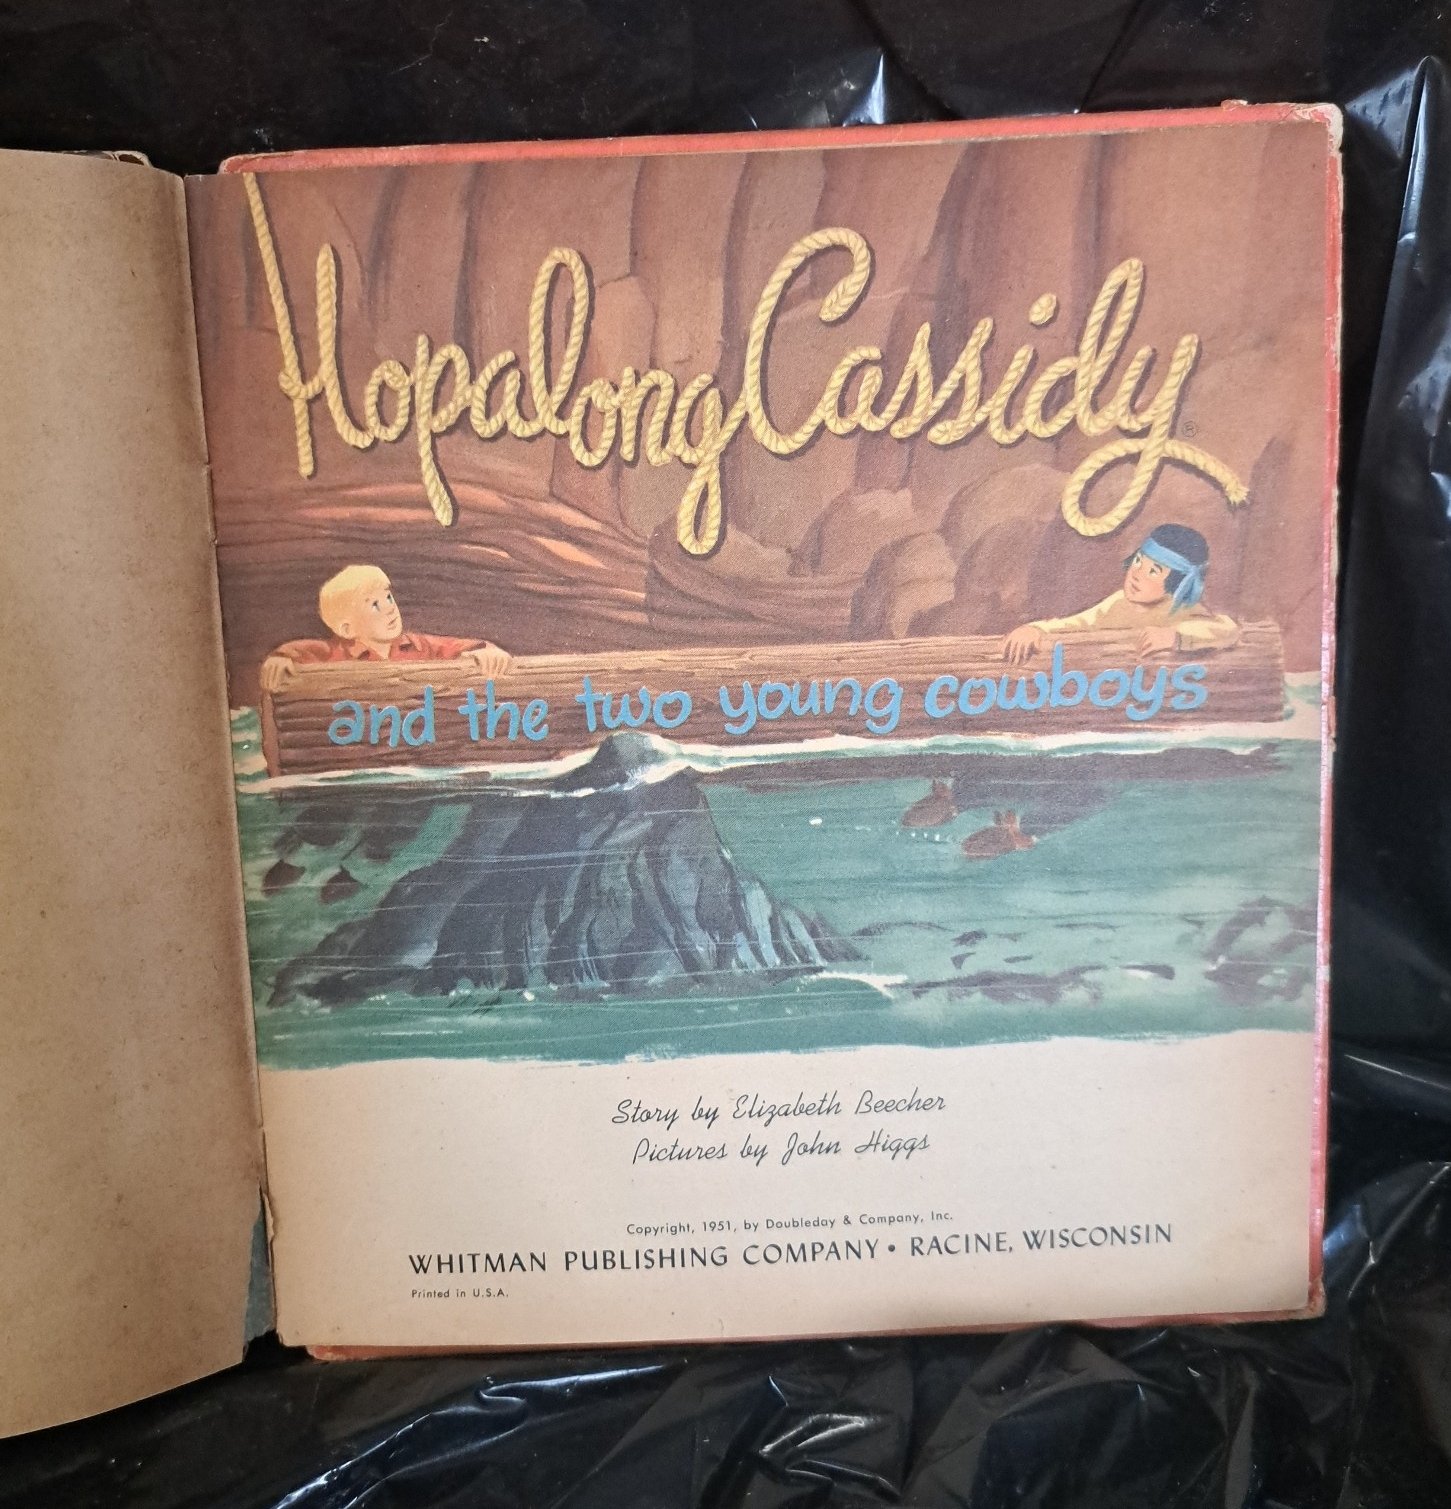 Hopalong Cassidy ®
and the two young cowboys
Story by Elizabeth Beecher
Pictures by John Higgs
Copyright, 1951, by Doubleday & Company, Inc.
WHITMAN PUBLISHING COMPANY • RACINE, WISCONSIN
Printed in U.S.A.